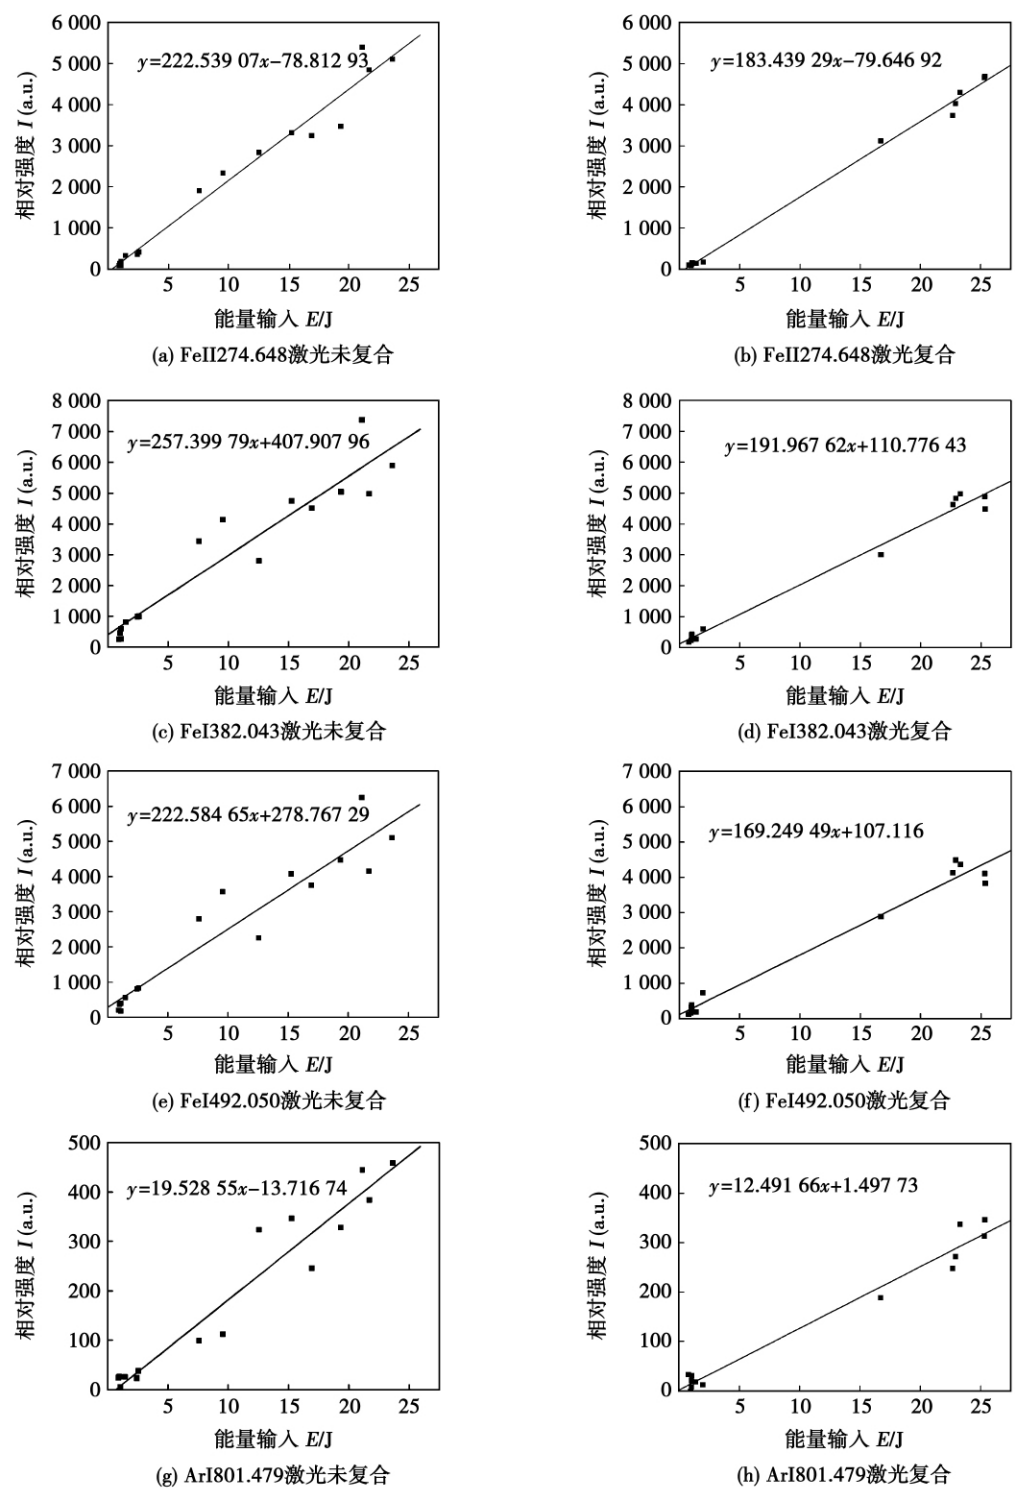 6 000
5 000
4 000
3 000
2 000
1 000
0
相对强度 I (a.u.)
y=222.539 07x−78.812 93
5 10 15 20 25
能量输入 E/J
(a) FeII274.648激光未复合
6 000
5 000
4 000
3 000
2 000
1 000
0
相对强度 I (a.u.)
y=183.439 29x−79.646 92
5 10 15 20 25
能量输入 E/J
(b) FeII274.648激光复合
8 000
7 000
6 000
5 000
4 000
3 000
2 000
1 000
0
相对强度 I (a.u.)
y=257.399 79x+407.907 96
5 10 15 20 25
能量输入 E/J
(c) FeI382.043激光未复合
8 000
7 000
6 000
5 000
4 000
3 000
2 000
1 000
0
相对强度 I (a.u.)
y=191.967 62x+110.776 43
5 10 15 20 25
能量输入 E/J
(d) FeI382.043激光复合
7 000
6 000
5 000
4 000
3 000
2 000
1 000
0
相对强度 I (a.u.)
y=222.584 65x+278.767 29
5 10 15 20 25
能量输入 E/J
(e) FeI492.050激光未复合
7 000
6 000
5 000
4 000
3 000
2 000
1 000
0
相对强度 I (a.u.)
y=169.249 49x+107.116
5 10 15 20 25
能量输入 E/J
(f) FeI492.050激光复合
500
400
300
200
100
0
相对强度 I (a.u.)
y=19.528 55x−13.716 74
5 10 15 20 25
能量输入 E/J
(g) ArI801.479激光未复合
500
400
300
200
100
0
相对强度 I (a.u.)
y=12.491 66x+1.497 73
5 10 15 20 25
能量输入 E/J
(h) ArI801.479激光复合